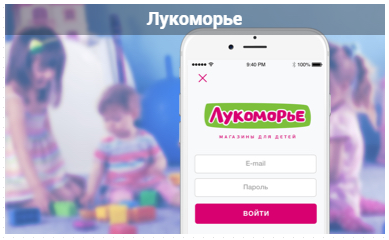 Лукоморье
9:40 PM
100%
Лукоморье
МАГАЗИНЫ ДЛЯ ДЕТЕЙ
E-mail
Пароль
ВОЙТИ